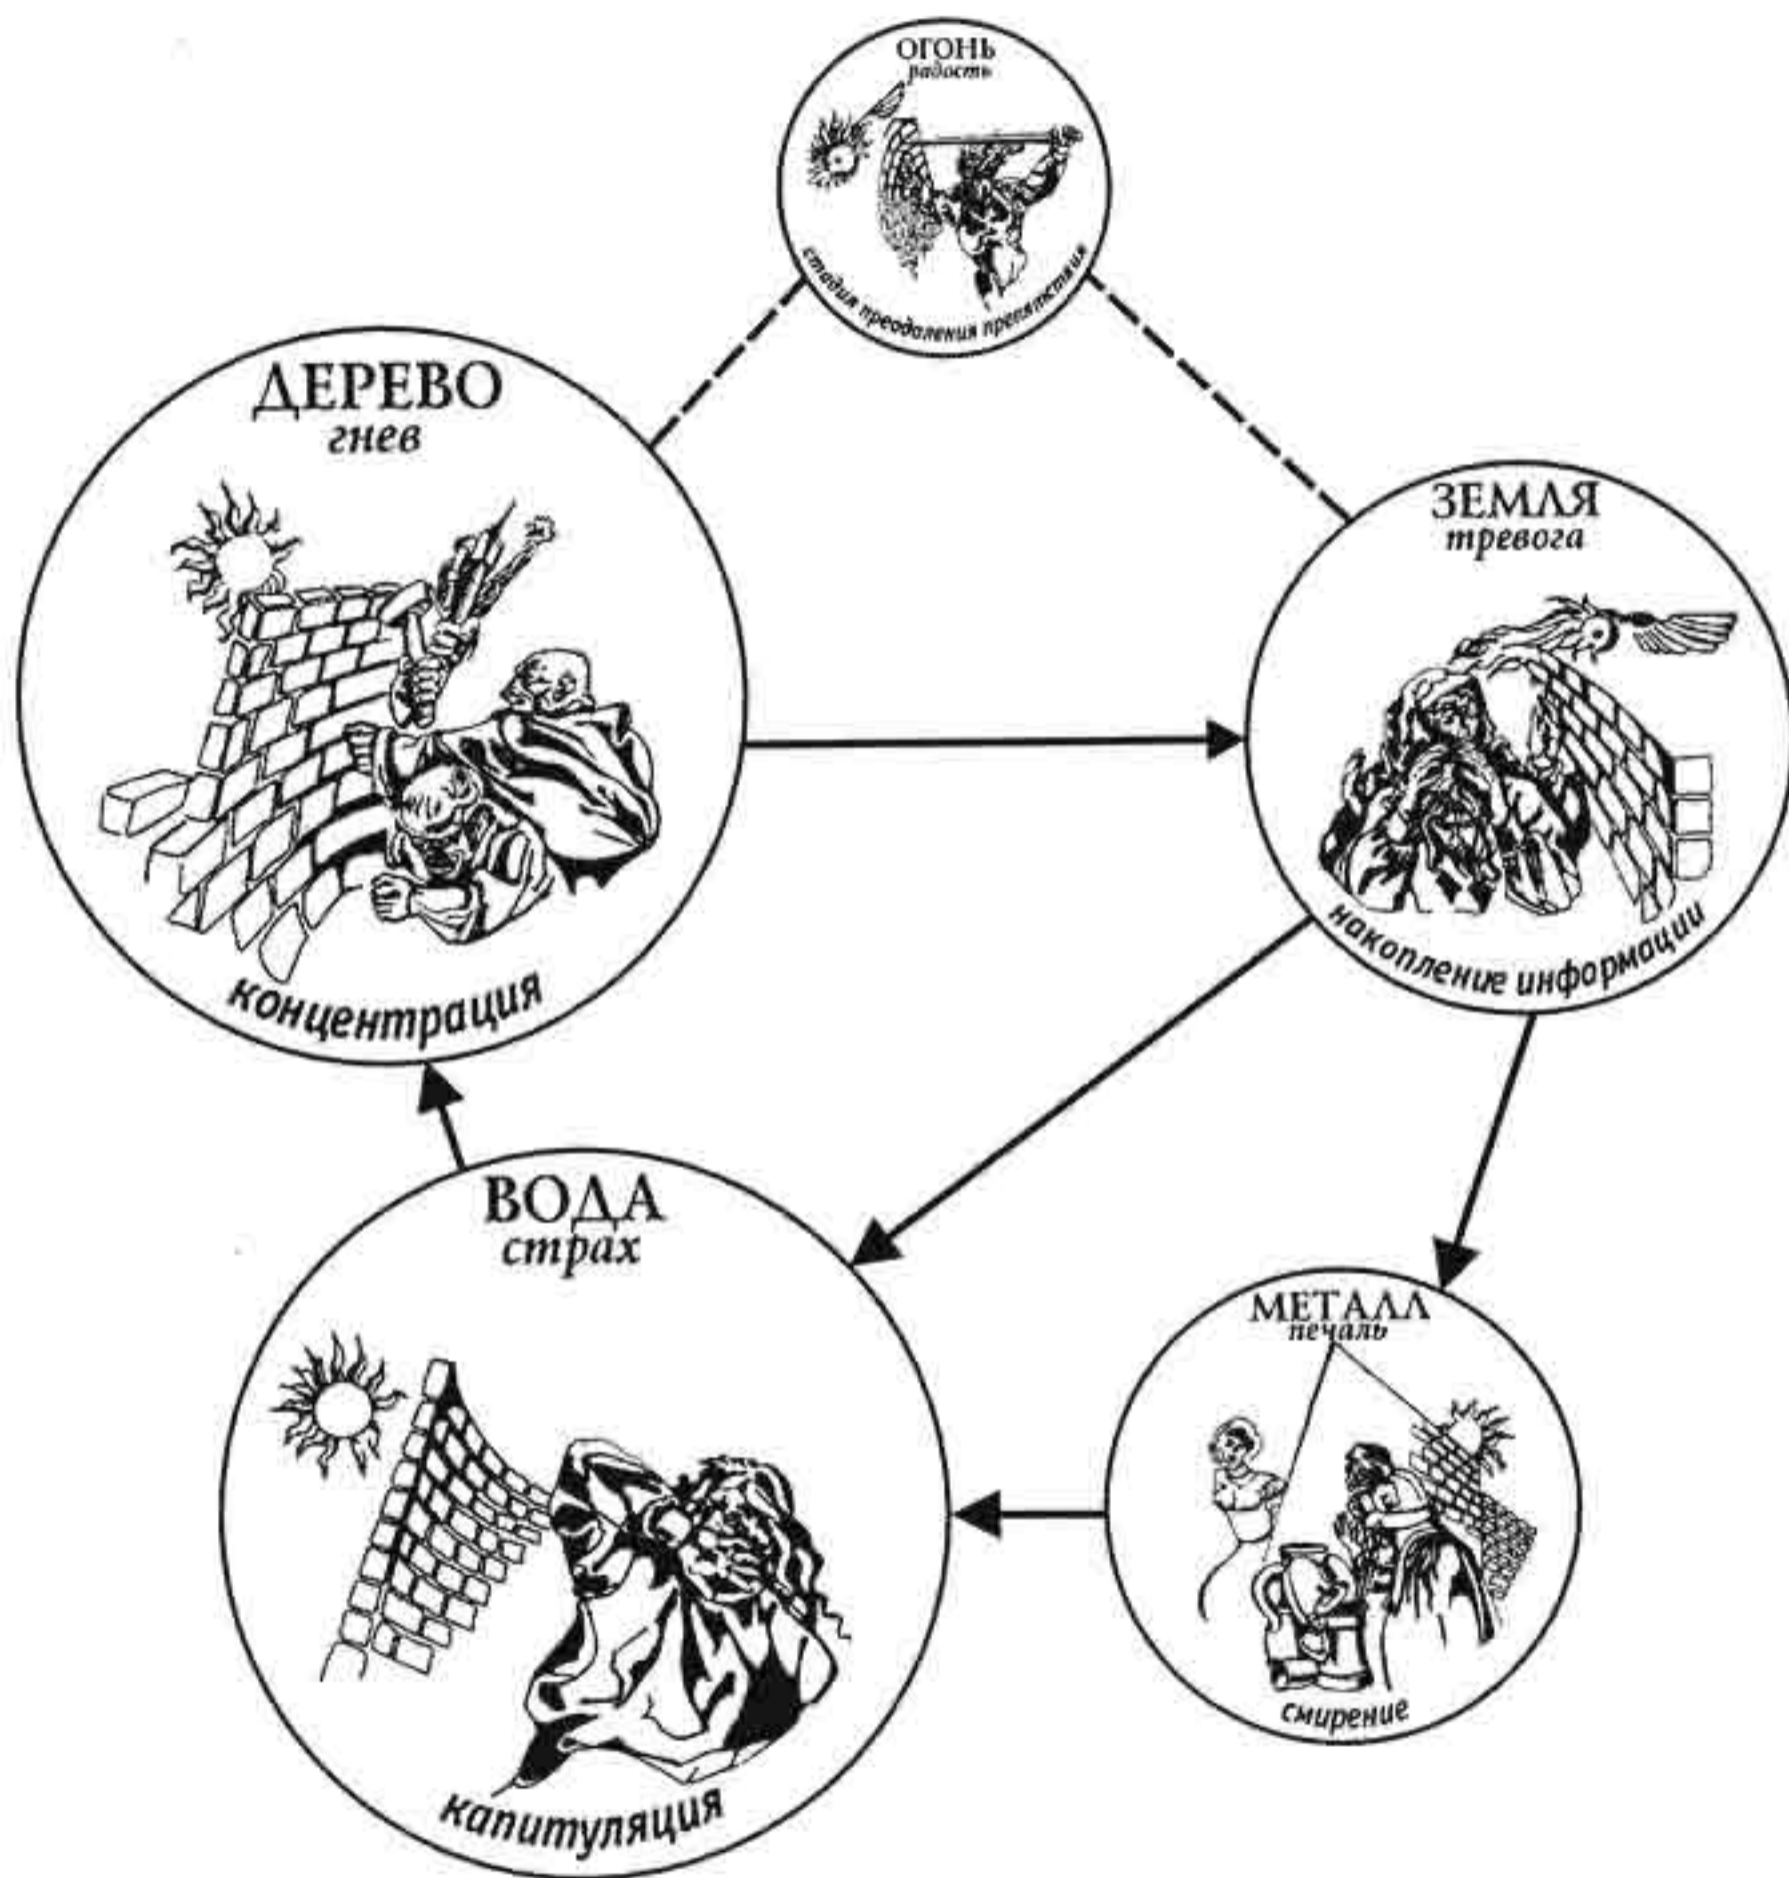 ОГОНЬ
радость
стадия преодоления препятствия
ДЕРЕВО
гнев
концентрация
ЗЕМЛЯ
тревога
накопление информации
ВОДА
страх
капитуляция
МЕТАЛЛ
печаль
смирение